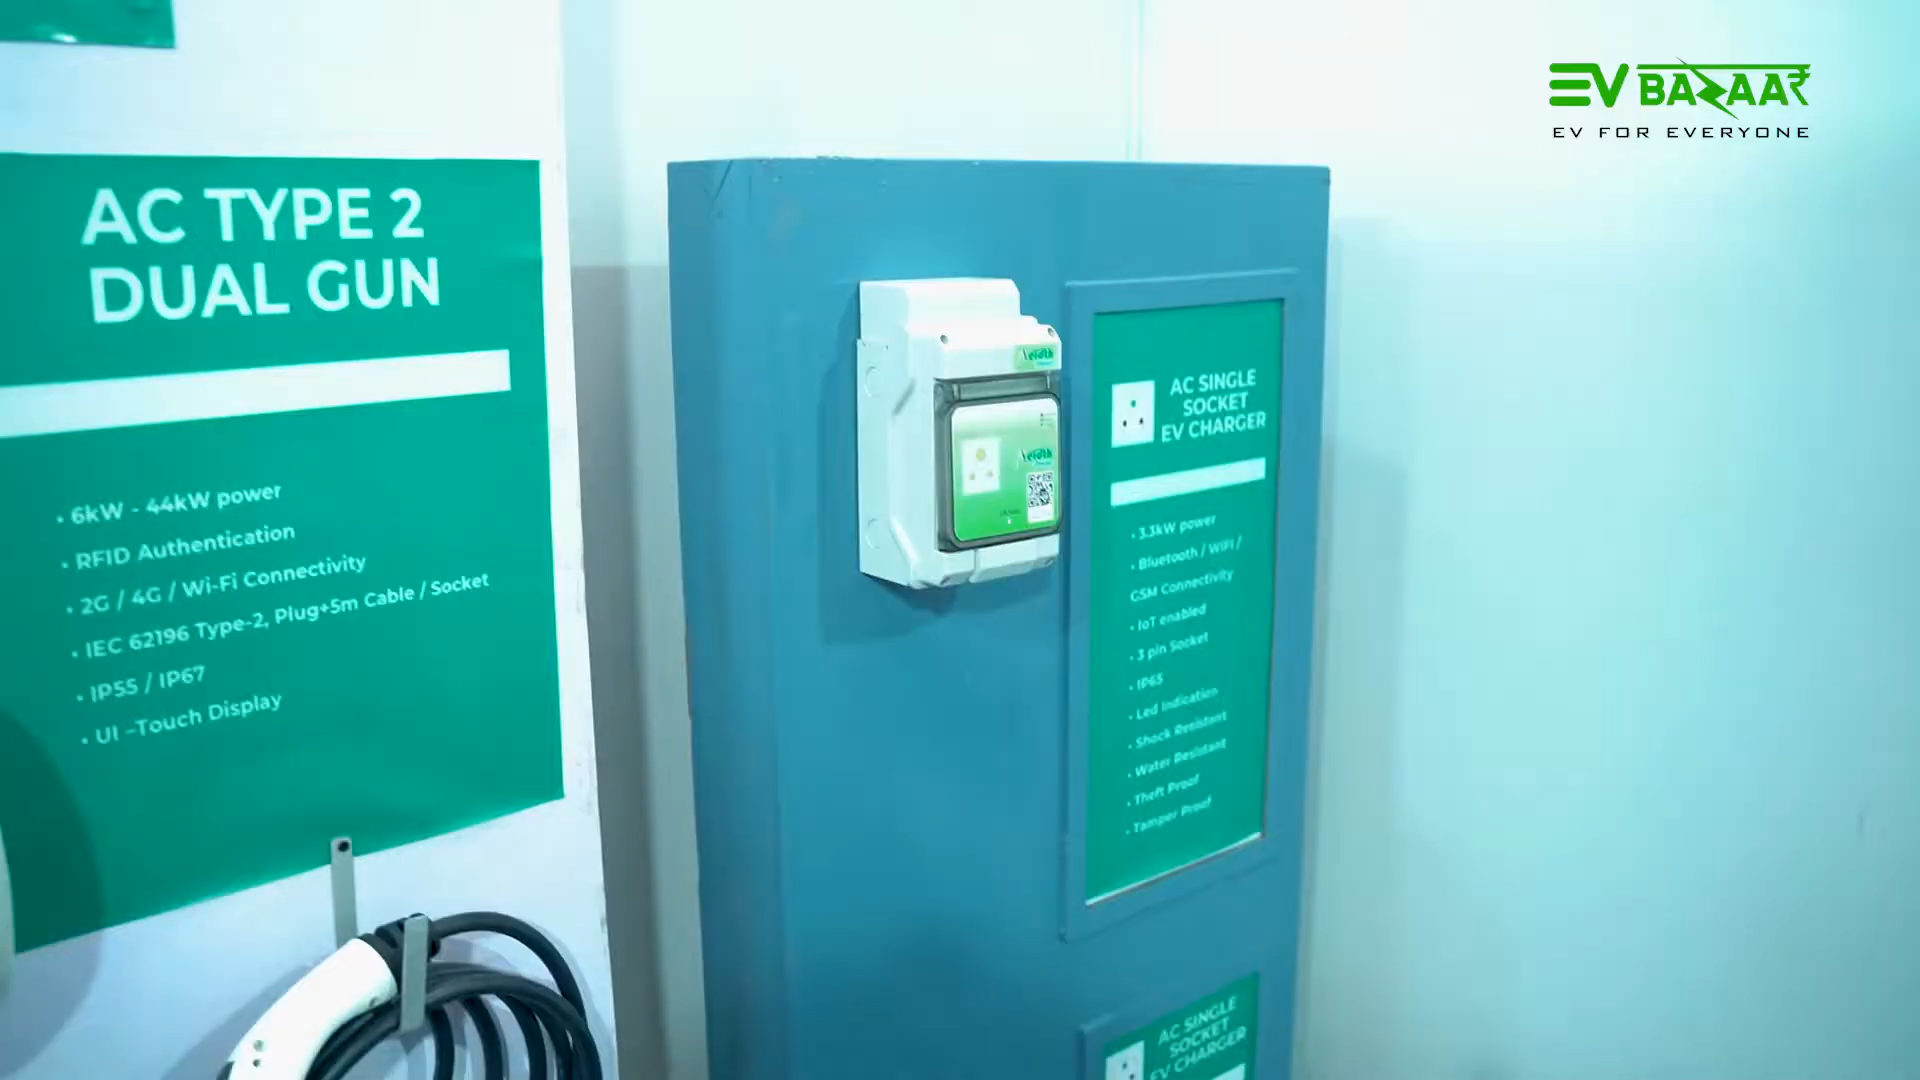 EV BAZAAR
EV FOR EVERYONE
AC TYPE 2
DUAL GUN
• 6kW - 44kW power
• RFID Authentication
• 2G / 4G / Wi-Fi Connectivity
• IEC 62196 Type-2, Plug+5m Cable / Socket
• IP55 / IP67
• UI -Touch Display
AC SINGLE
SOCKET
EV CHARGER
• 3.3kW power
• Bluetooth / WiFi /
GSM Connectivity
• IoT enabled
• 3 pin Socket
• IP65
• Led Indication
• Shock Resistant
• Water Resistant
• Theft Proof
• Tamper Proof
AC SINGLE
SOCKET
EV CHARGER